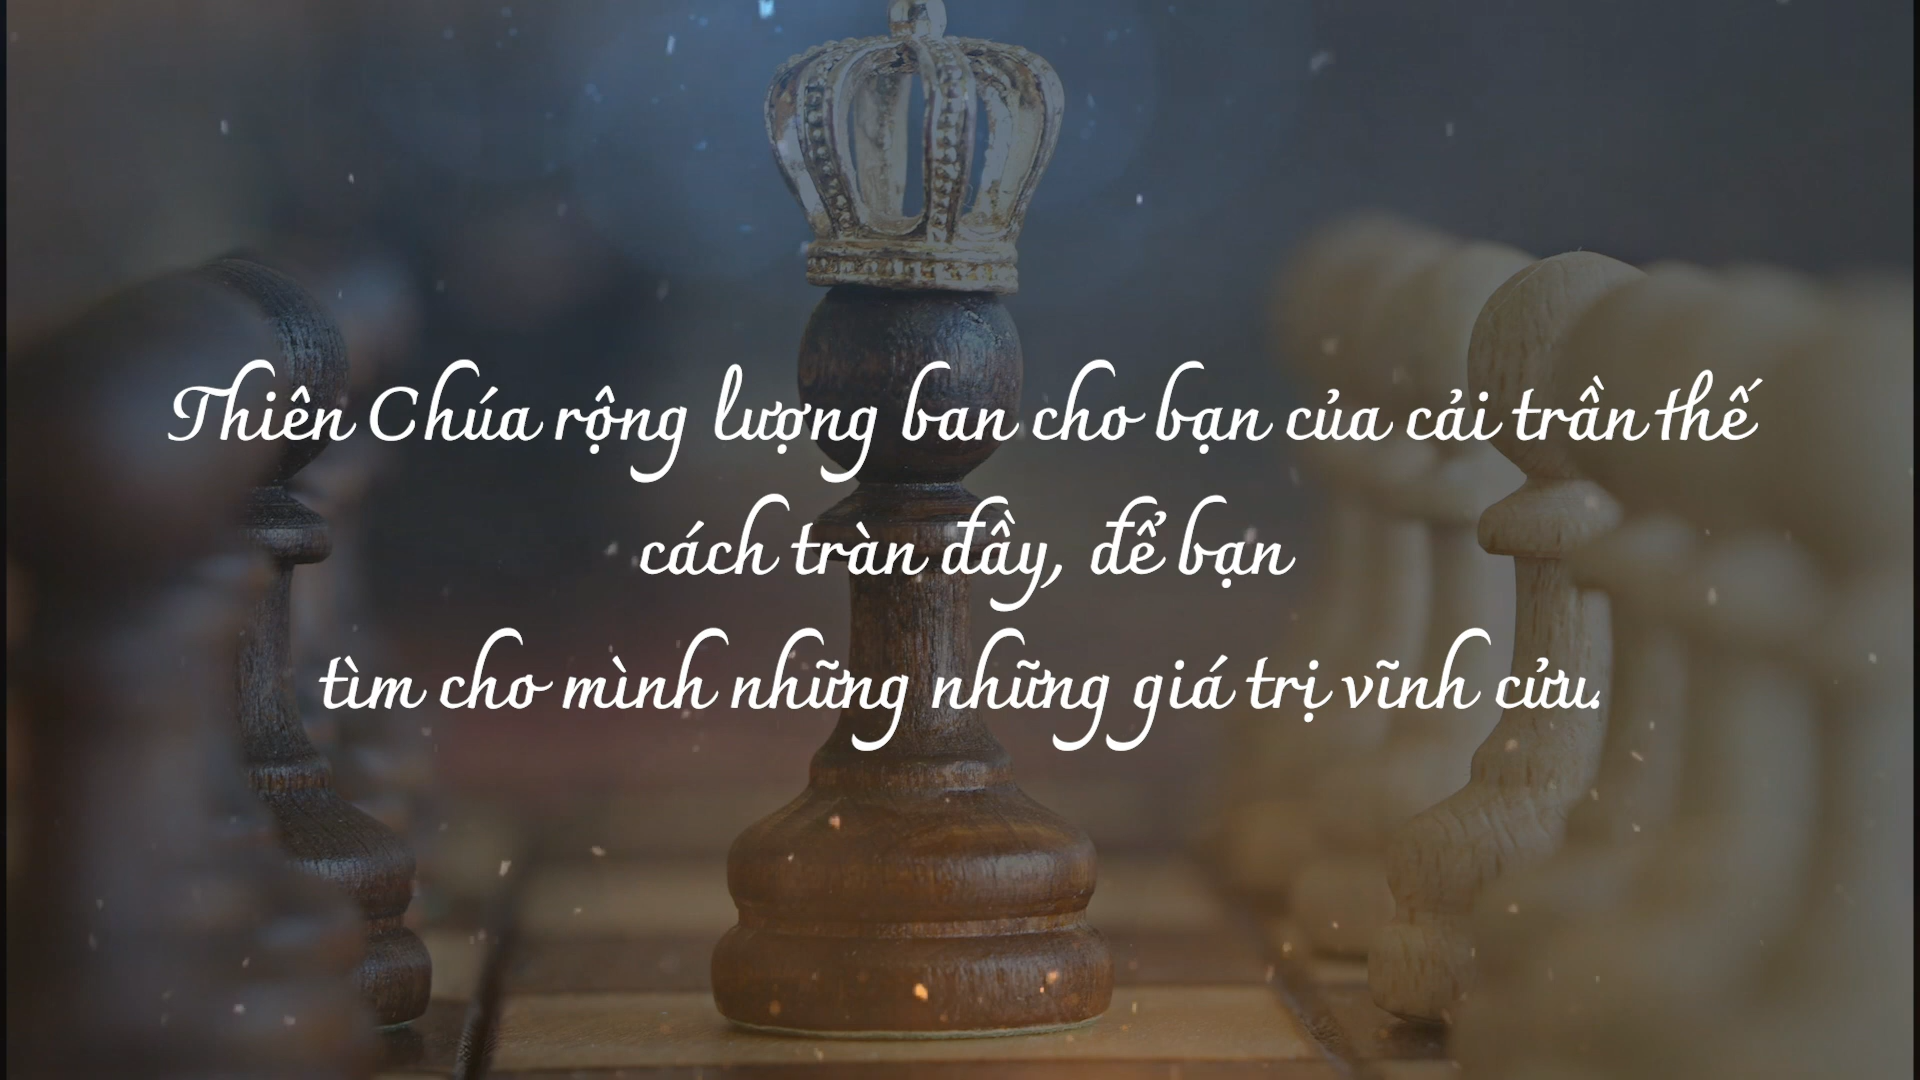 Thiên Chúa rộng lượng ban cho bạn của cải trần thế
cách tràn đầy, để bạn
tìm cho mình những những giá trị vĩnh cửu.